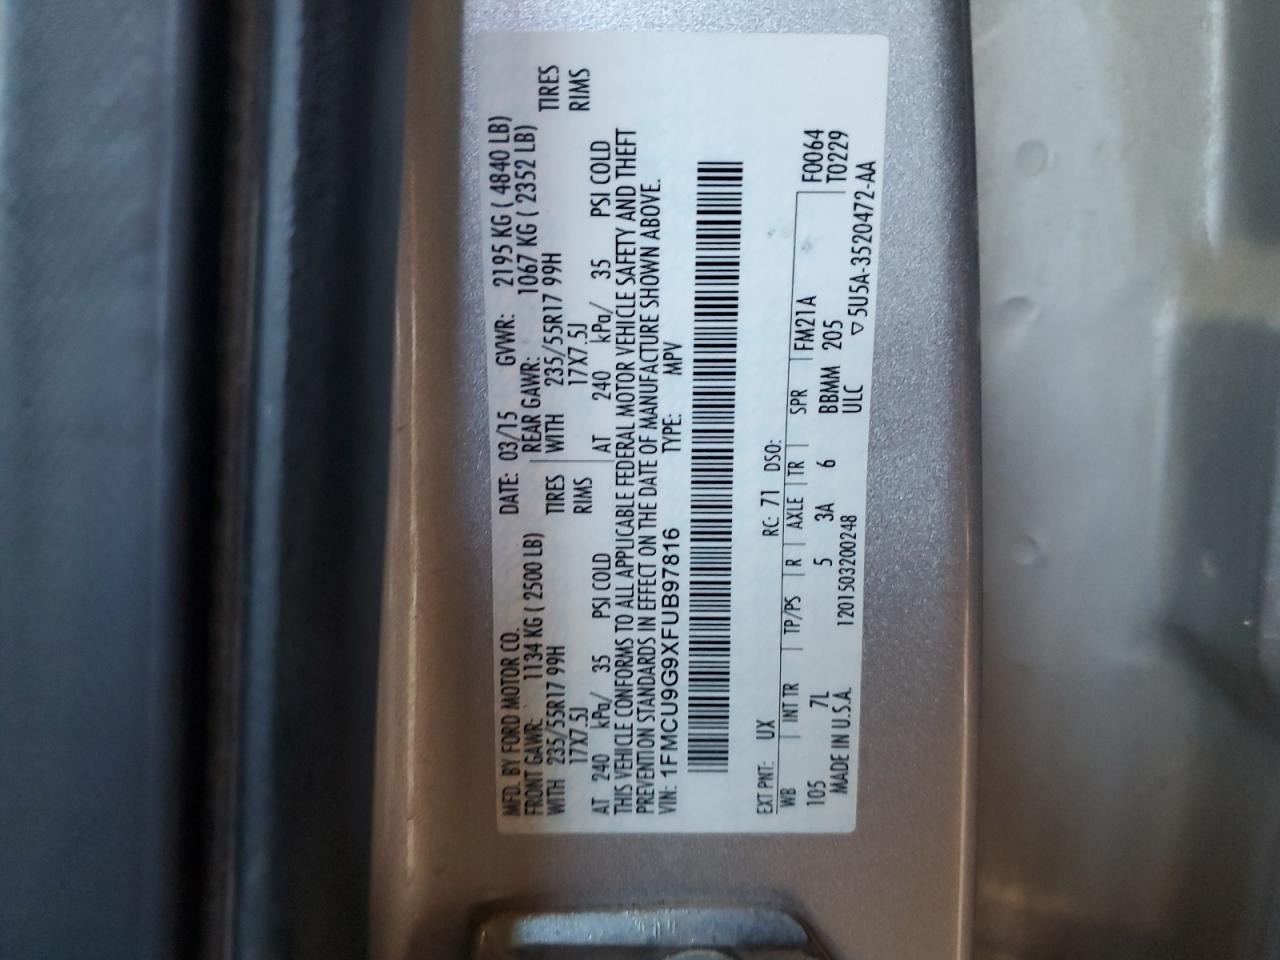 MFD. BY FORD MOTOR CO. DATE: 03/15 GVWR: 2195 KG ( 4840 LB)
FRONT GAWR: 1134 KG ( 2500 LB) REAR GAWR: 1067 KG ( 2352 LB)
WITH 235/55R17 99H TIRES WITH 235/55R17 99H TIRES
17X7.5J RIMS 17X7.5J RIMS
AT 240 kPa/ 35 PSI COLD AT 240 kPa/ 35 PSI COLD
THIS VEHICLE CONFORMS TO ALL APPLICABLE FEDERAL MOTOR VEHICLE SAFETY AND THEFT
PREVENTION STANDARDS IN EFFECT ON THE DATE OF MANUFACTURE SHOWN ABOVE.
VIN: 1FMCU9G9XFUB97816 TYPE: MPV
EXT PNT: UX RC: 71 DSO:
WB INT TR TP/PS R AXLE TR SPR FM21A F0064
105 7L 5 3A 6 BBMM 205 T0229
MADE IN U.S.A. 1201503200248 ULC ▽5U5A-3520472-AA